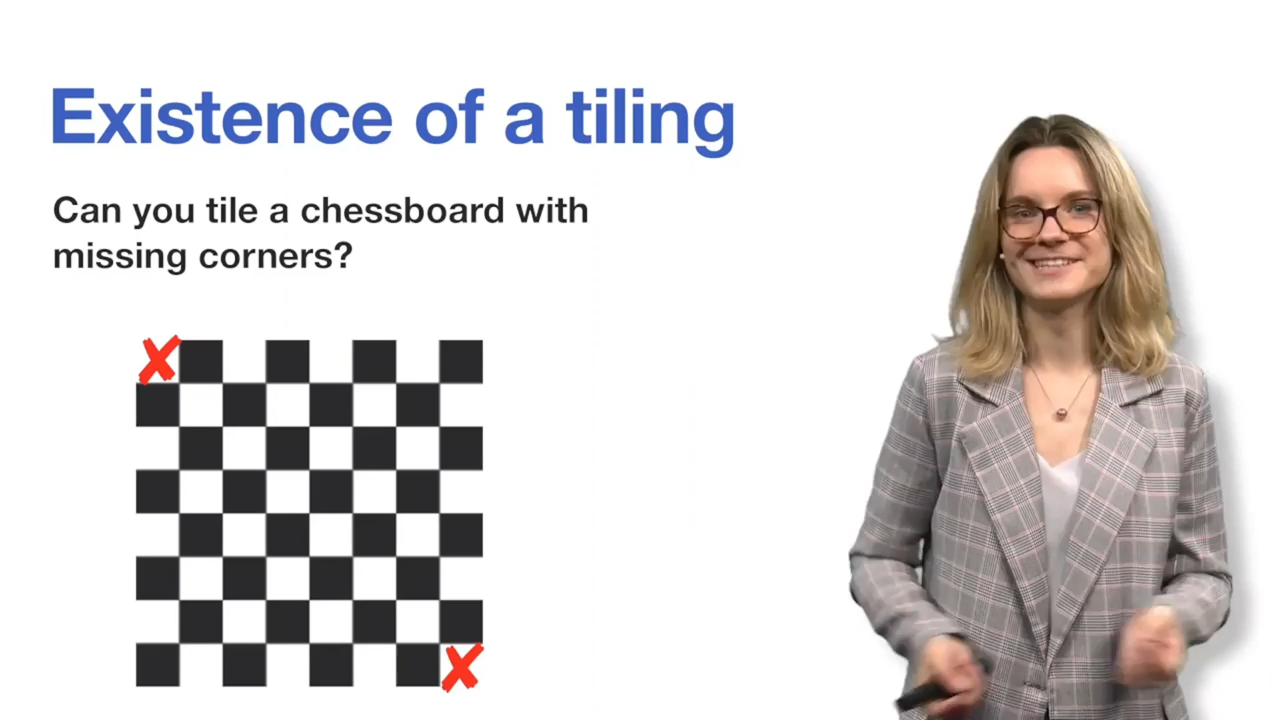 Existence of a tiling
Can you tile a chessboard with
missing corners?